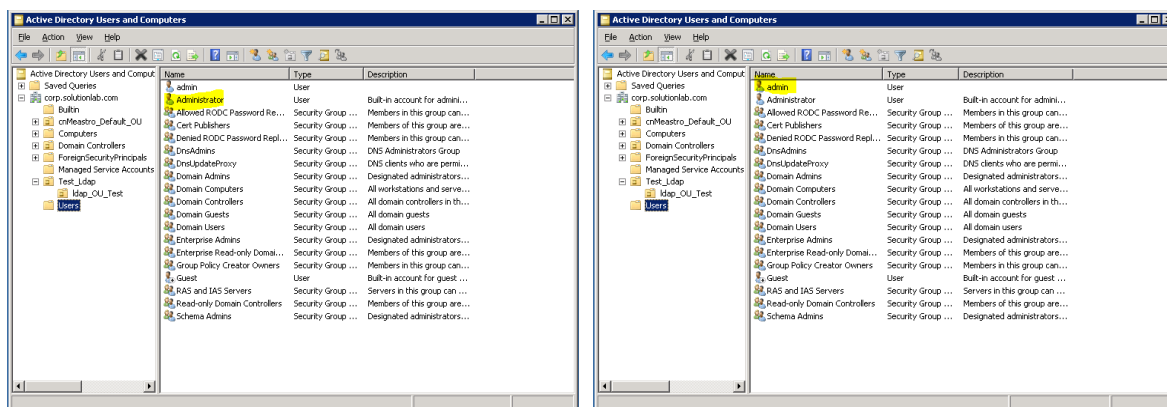 Active Directory Users and Computers
File Action View Help
Active Directory Users and Comput
Saved Queries
corp.solutionlab.com
Builtin
cnMeastro_Default_OU
Computers
Domain Controllers
ForeignSecurityPrincipals
Managed Service Accounts
Test_Ldap
ldap_OU_Test
Users
Name Type Description
admin User
Administrator User Built-in account for admini...
Allowed RODC Password Re... Security Group ... Members in this group can...
Cert Publishers Security Group ... Members of this group are...
Denied RODC Password Repl... Security Group ... Members in this group can...
DnsAdmins Security Group ... DNS Administrators Group
DnsUpdateProxy Security Group ... DNS clients who are permi...
Domain Admins Security Group ... Designated administrators...
Domain Computers Security Group ... All workstations and serve...
Domain Controllers Security Group ... All domain controllers in th...
Domain Guests Security Group ... All domain guests
Domain Users Security Group ... All domain users
Enterprise Admins Security Group ... Designated administrators...
Enterprise Read-only Domai... Security Group ... Members of this group are...
Group Policy Creator Owners Security Group ... Members in this group can...
Guest User Built-in account for guest ...
RAS and IAS Servers Security Group ... Servers in this group can ...
Read-only Domain Controllers Security Group ... Members of this group are...
Schema Admins Security Group ... Designated administrators...
Active Directory Users and Computers
File Action View Help
Active Directory Users and Comput
Saved Queries
corp.solutionlab.com
Builtin
cnMeastro_Default_OU
Computers
Domain Controllers
ForeignSecurityPrincipals
Managed Service Accounts
Test_Ldap
ldap_OU_Test
Users
Name Type Description
admin User
Administrator User Built-in account for admini...
Allowed RODC Password Re... Security Group ... Members in this group can...
Cert Publishers Security Group ... Members of this group are...
Denied RODC Password Repl... Security Group ... Members in this group can...
DnsAdmins Security Group ... DNS Administrators Group
DnsUpdateProxy Security Group ... DNS clients who are permi...
Domain Admins Security Group ... Designated administrators...
Domain Computers Security Group ... All workstations and serve...
Domain Controllers Security Group ... All domain controllers in th...
Domain Guests Security Group ... All domain guests
Domain Users Security Group ... All domain users
Enterprise Admins Security Group ... Designated administrators...
Enterprise Read-only Domai... Security Group ... Members of this group are...
Group Policy Creator Owners Security Group ... Members in this group can...
Guest User Built-in account for guest ...
RAS and IAS Servers Security Group ... Servers in this group can ...
Read-only Domain Controllers Security Group ... Members of this group are...
Schema Admins Security Group ... Designated administrators...